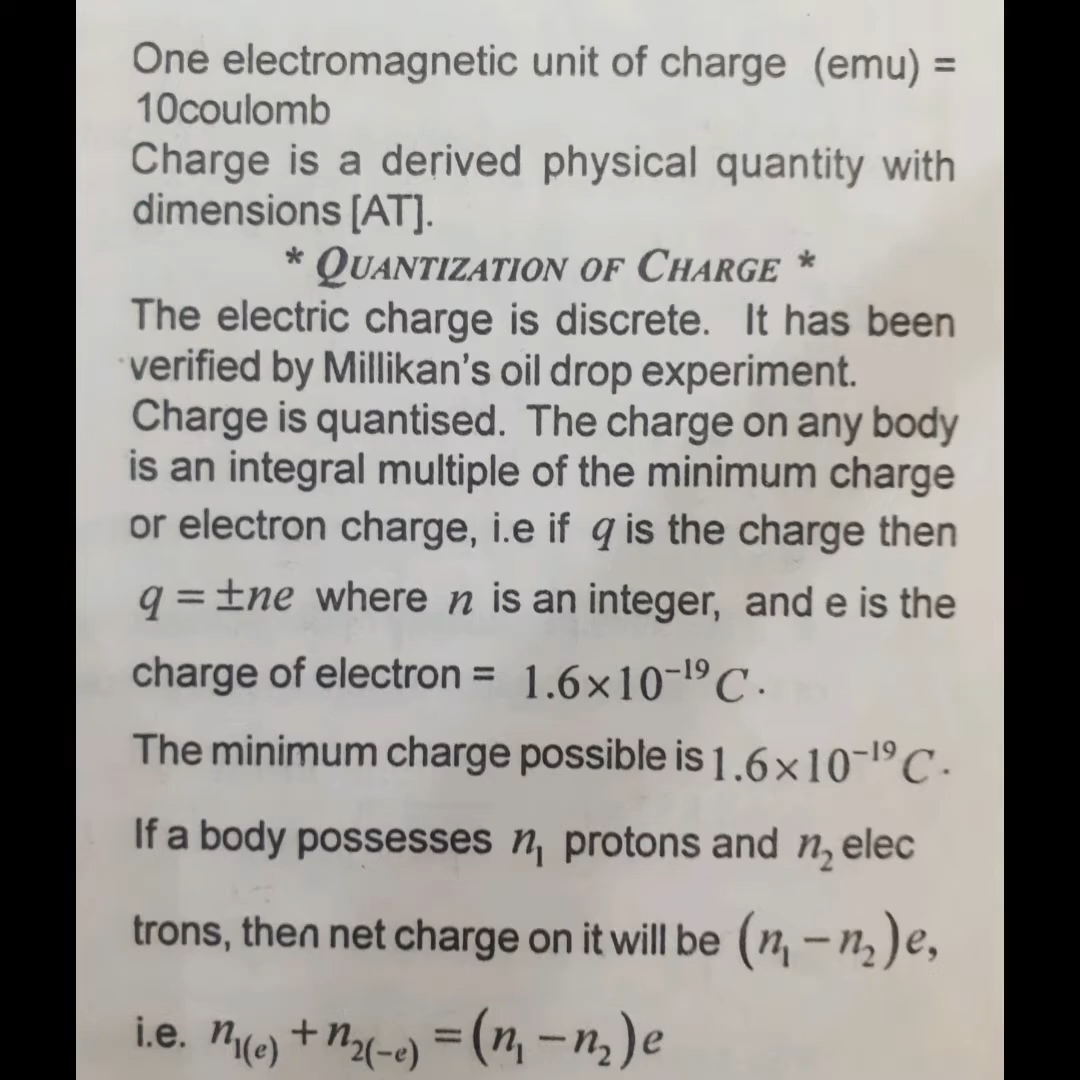 One electromagnetic unit of charge (emu) =
10coulomb
Charge is a derived physical quantity with
dimensions [AT].
* QUANTIZATION OF CHARGE *
The electric charge is discrete. It has been
verified by Millikan's oil drop experiment.
Charge is quantised. The charge on any body
is an integral multiple of the minimum charge
or electron charge, i.e if q is the charge then
q = ±ne where n is an integer, and e is the
charge of electron = 1.6×10⁻¹⁹ C.
The minimum charge possible is 1.6×10⁻¹⁹ C.
If a body possesses n₁ protons and n₂ elec
trons, then net charge on it will be (n₁ − n₂)e,
i.e. n₁₍ₑ₎ + n₂₍₋ₑ₎ = (n₁ − n₂)e